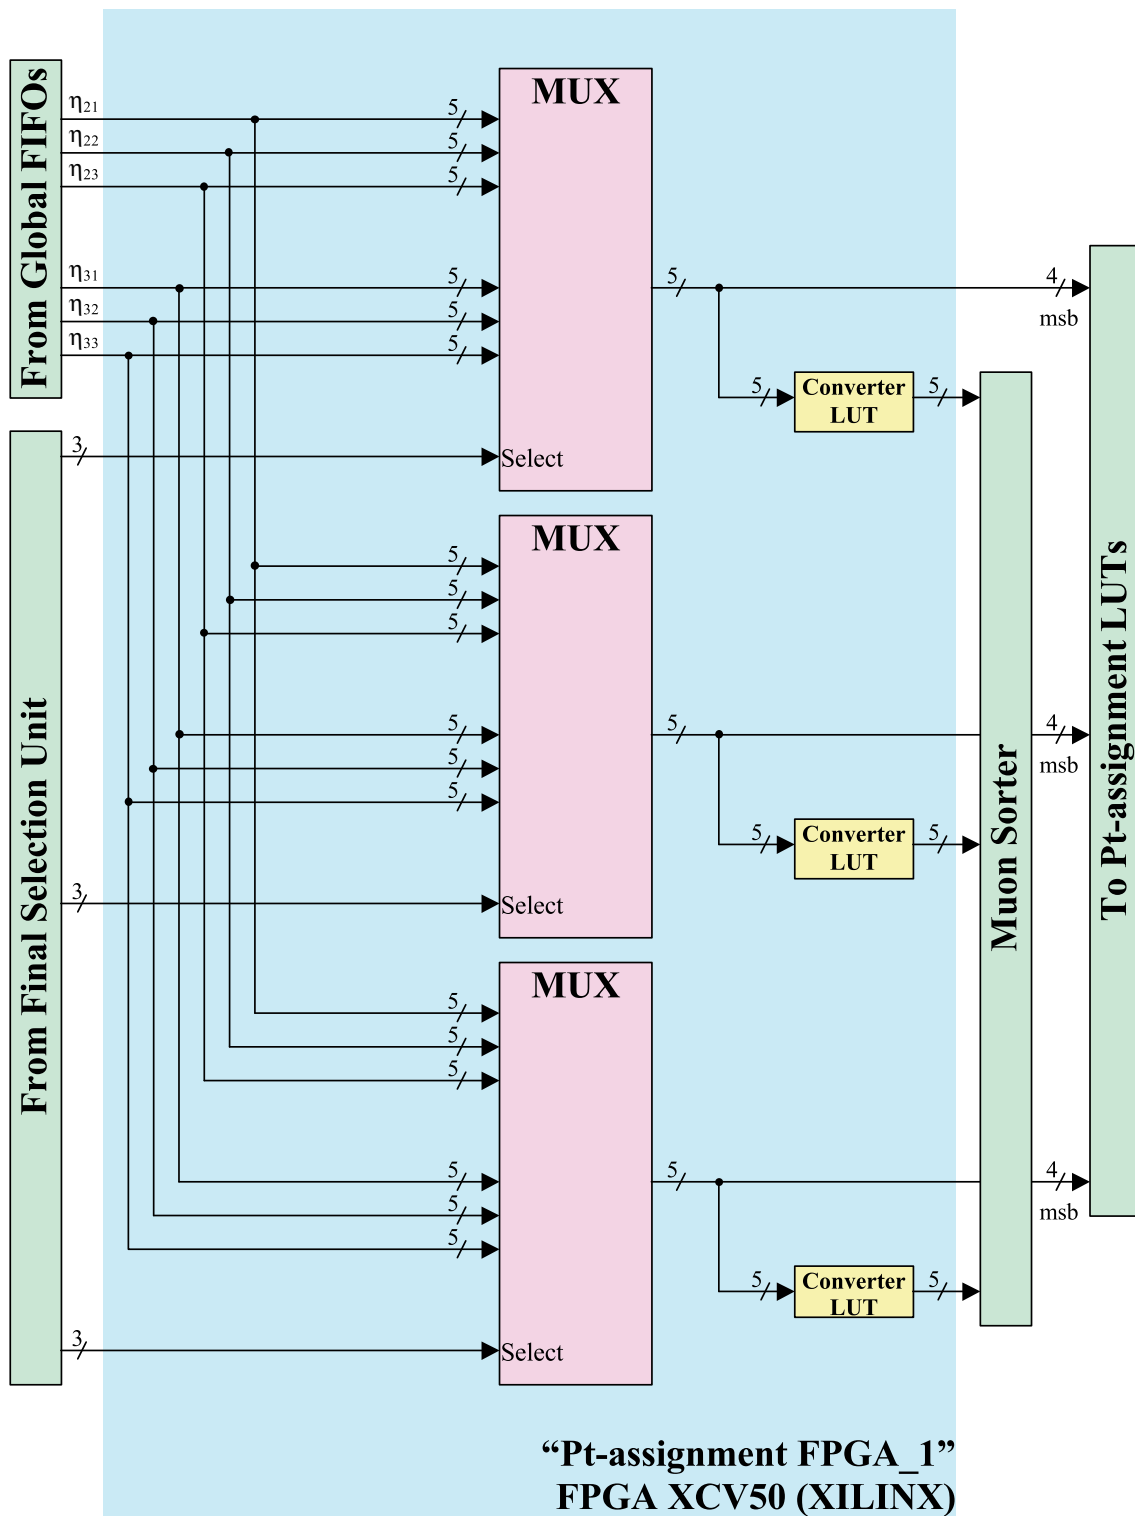 From Global FIFOs
η21
η22
η23
η31
η32
η33
5
5
5
5
5
5
MUX
3
Select
5
4
msb
5
Converter
LUT
5
From Final Selection Unit
MUX
5
5
5
5
5
5
3
Select
5
4
msb
5
Converter
LUT
5
Muon Sorter
To Pt-assignment LUTs
MUX
5
5
5
5
5
5
3
Select
5
4
msb
5
Converter
LUT
5
“Pt-assignment FPGA_1”
FPGA XCV50 (XILINX)